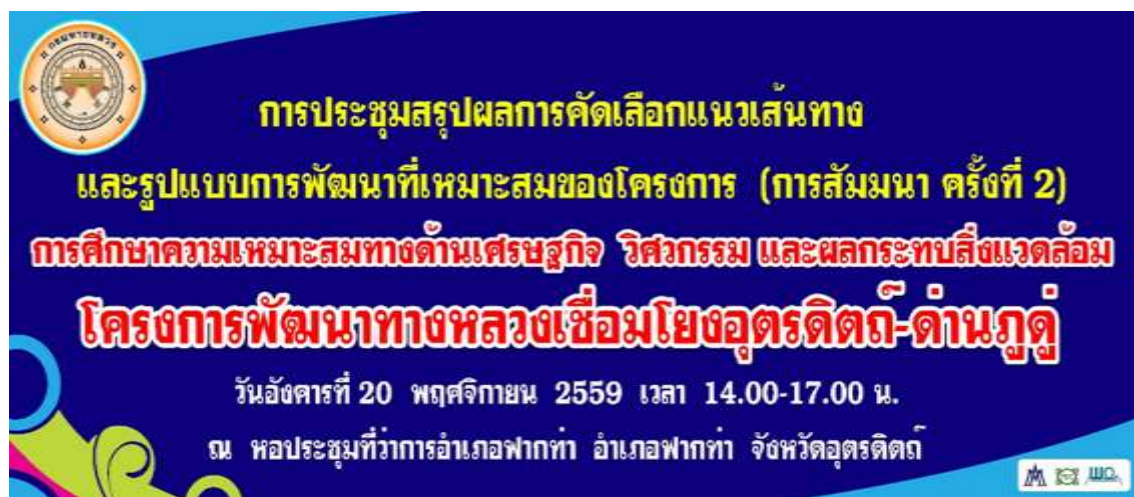 กรมทางหลวง
การประชุมสรุปผลการคัดเลือกแนวเส้นทาง
และรูปแบบการพัฒนาที่เหมาะสมของโครงการ (การสัมมนา ครั้งที่ 2)
การศึกษาความเหมาะสมทางด้านเศรษฐกิจ วิศวกรรม และผลกระทบสิ่งแวดล้อม
โครงการพัฒนาทางหลวงเชื่อมโยงอุตรดิตถ์-ด่านภูดู่
วันอังคารที่ 20 พฤศจิกายน 2559 เวลา 14.00-17.00 น.
ณ หอประชุมที่ว่าการอำเภอฟากท่า อำเภอฟากท่า จังหวัดอุตรดิตถ์